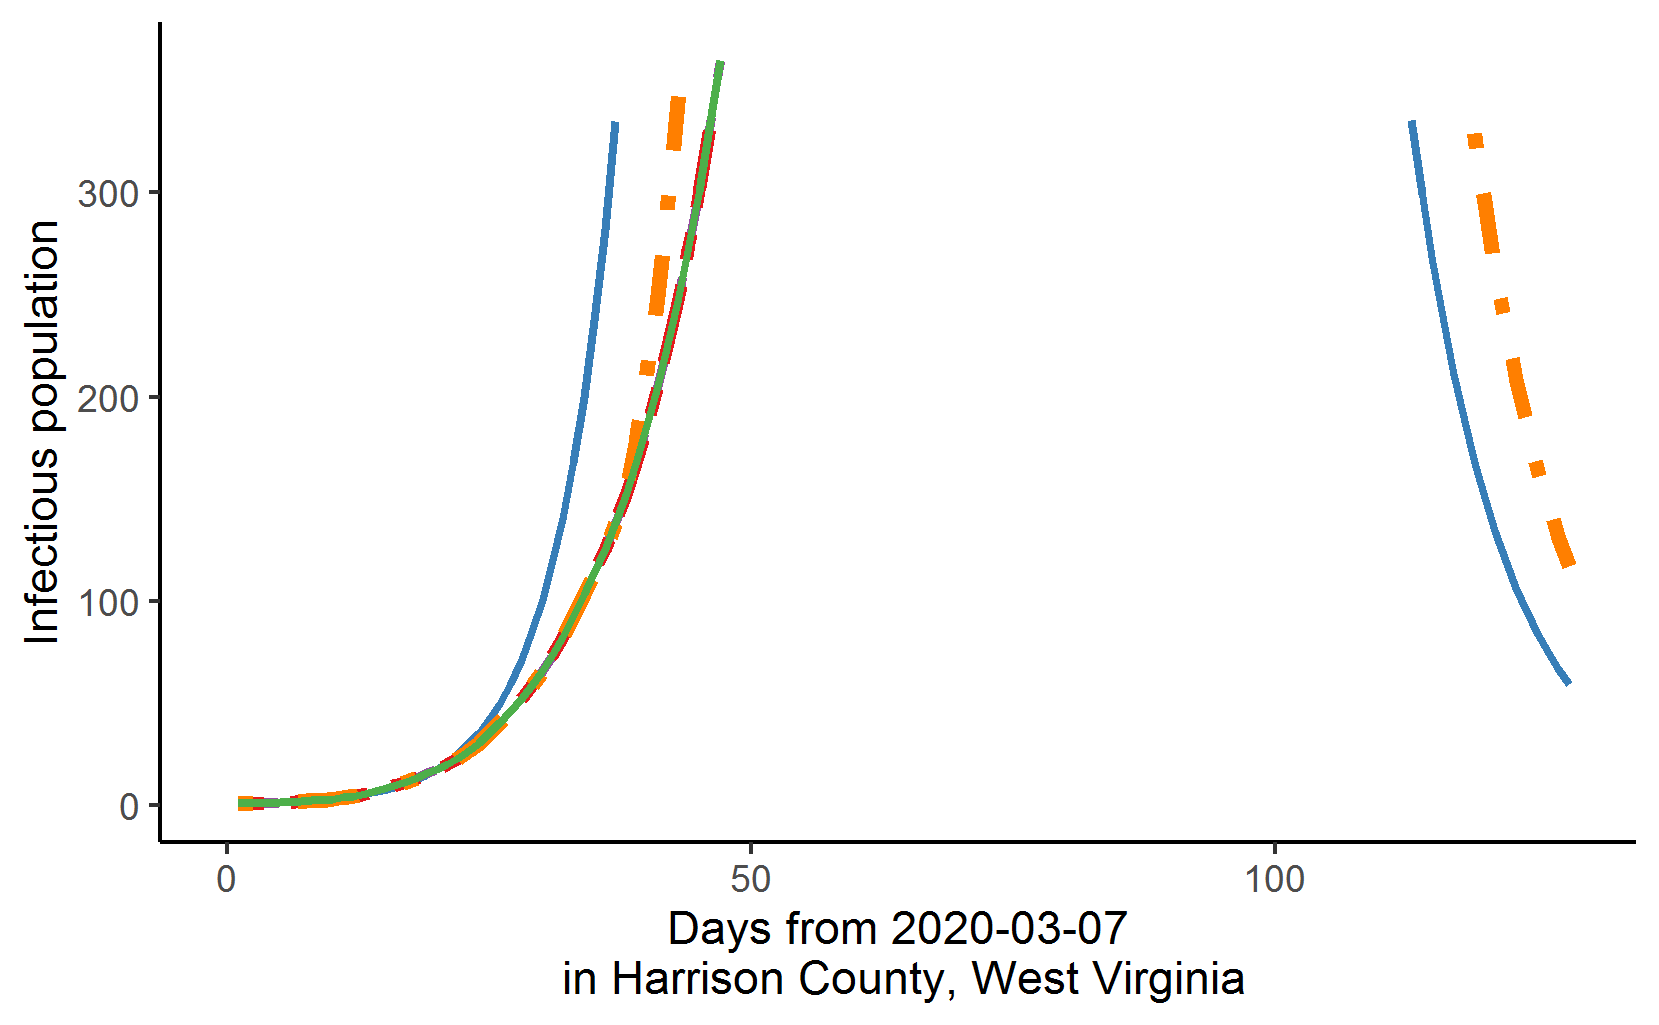 Infectious population
300
200
100
0
0 50 100
Days from 2020-03-07
in Harrison County, West Virginia